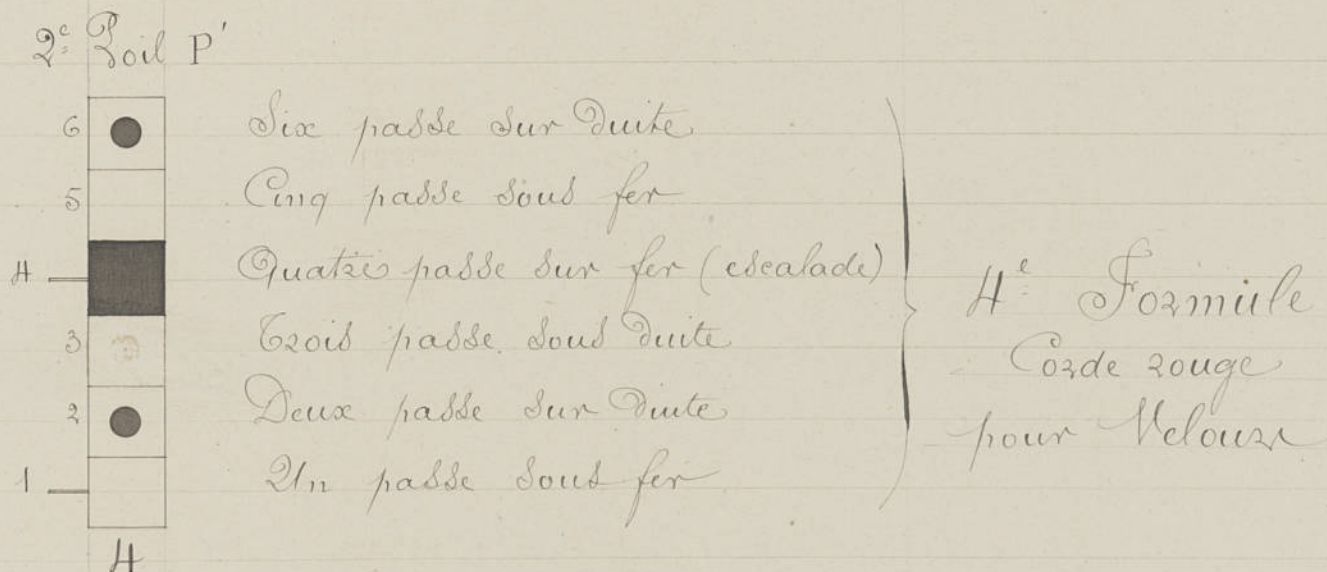 2e Poil P'
6 Six passe sur Duite
5 Cinq passe sous fer
4 Quatre passe sur fer (escalade)
3 Trois passe sous Duite
2 Deux passe sur Duite
1 Un passe sous fer
4
4e Formule
Corde rouge
pour Velours